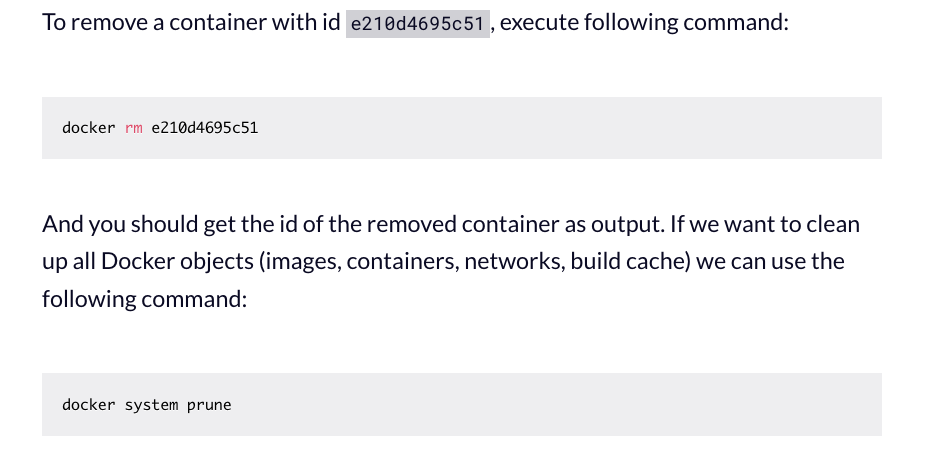 To remove a container with id e210d4695c51, execute following command:
docker rm e210d4695c51
And you should get the id of the removed container as output. If we want to clean
up all Docker objects (images, containers, networks, build cache) we can use the
following command:
docker system prune